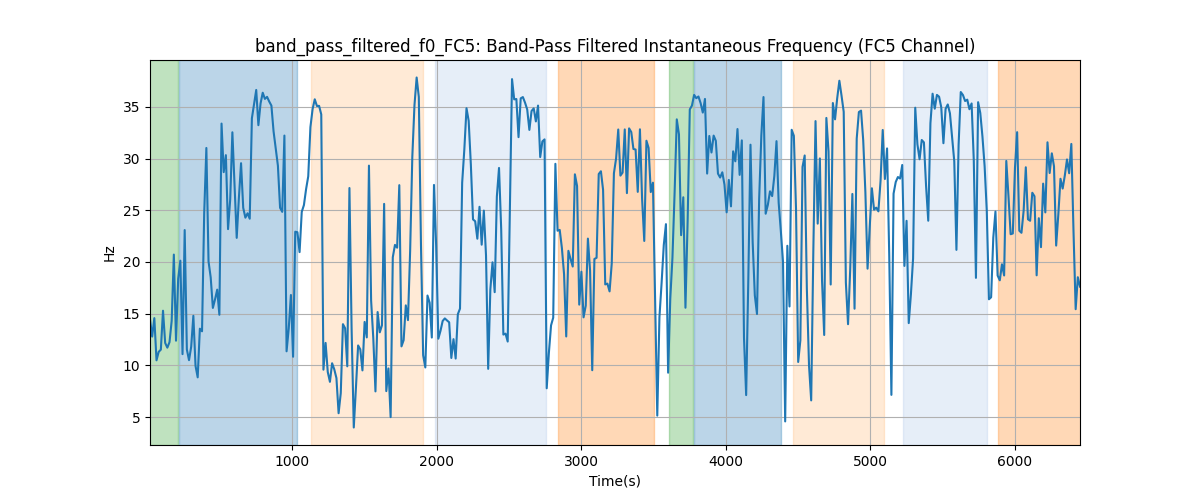 band_pass_filtered_f0_FC5: Band-Pass Filtered Instantaneous Frequency (FC5 Channel)
35
30
25
20
15
10
5
Hz
1000 2000 3000 4000 5000 6000
Time(s)